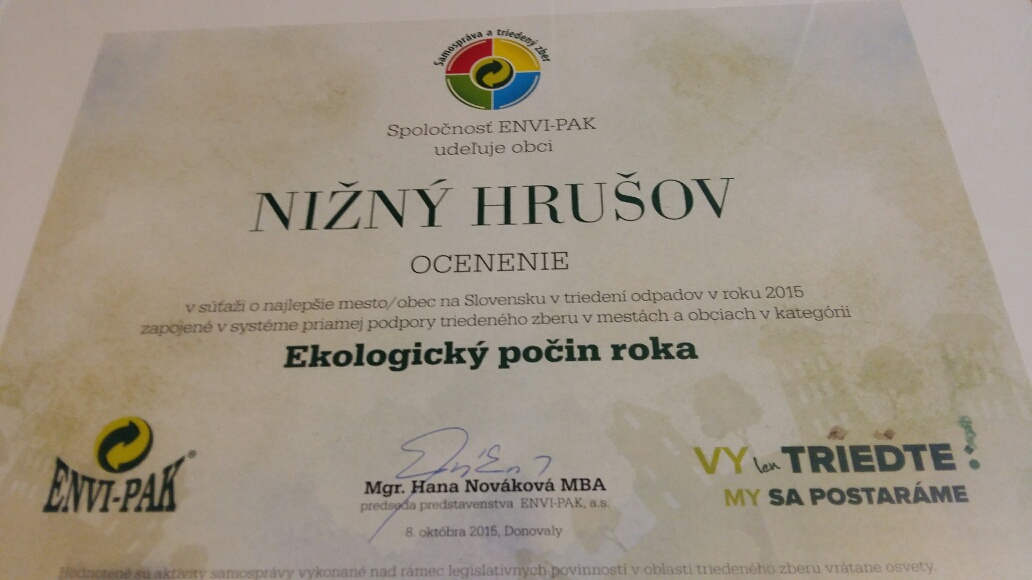 Samospráva a triedený zber
Spoločnosť ENVI-PAK
udeľuje obci
NIŽNÝ HRUŠOV
OCENENIE
v súťaži o najlepšie mesto/obec na Slovensku v triedení odpadov v roku 2015
zapojené v systéme priamej podpory triedeného zberu v mestách a obciach v kategórii
Ekologický počin roka
ENVI-PAK®
Mgr. Hana Nováková MBA
predseda predstavenstva ENVI-PAK, a.s.
8. októbra 2015, Donovaly
VY len TRIEĎTE!
MY SA POSTARÁME
Hodnotené sú aktivity samosprávy vykonané nad rámec legislatívnych povinností v oblasti triedeného zberu vrátane osvety.